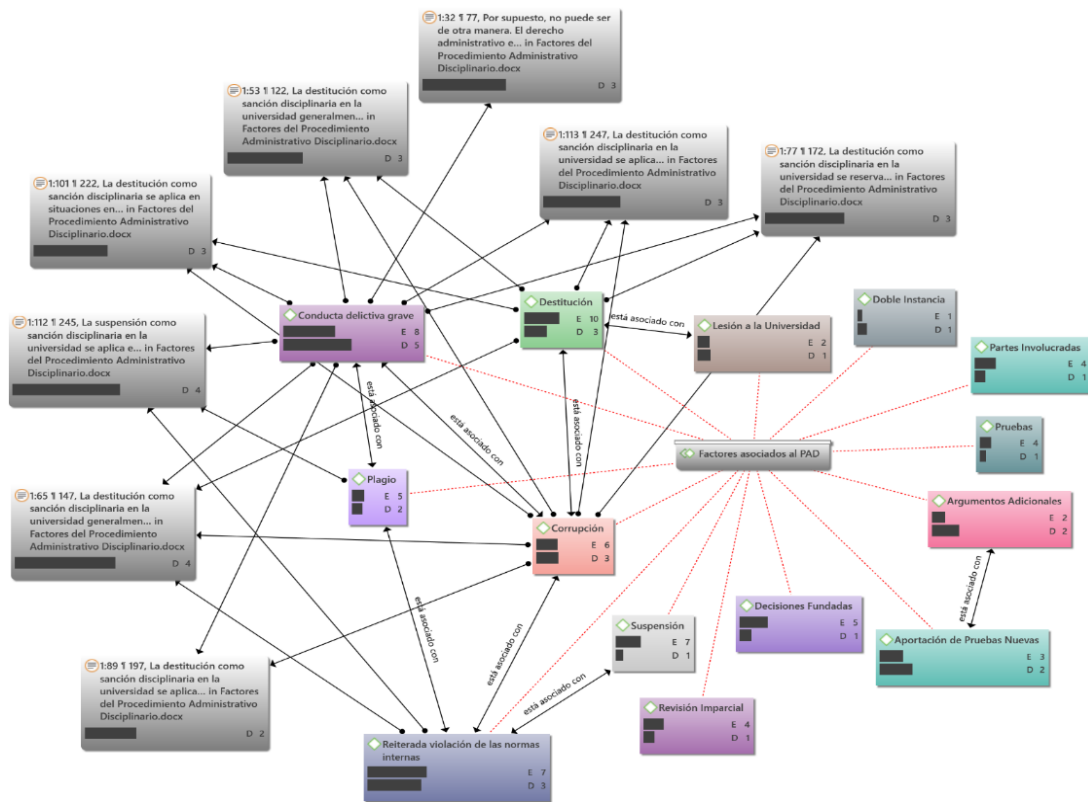 1:32 ¶ 77, Por supuesto, no puede ser
de otra manera. El derecho
administrativo e... in Factores del
Procedimiento Administrativo
Disciplinario.docx
D 3
1:53 ¶ 122, La destitución como
sanción disciplinaria en la
universidad generalmen... in
Factores del Procedimiento
Administrativo Disciplinario.docx
D 3
1:113 ¶ 247, La destitución como
sanción disciplinaria en la
universidad se aplica... in Factores
del Procedimiento Administrativo
Disciplinario.docx
D 3
1:77 ¶ 172, La destitución como
sanción disciplinaria en la
universidad se reserva... in Factores
del Procedimiento Administrativo
Disciplinario.docx
D 3
1:101 ¶ 222, La destitución como
sanción disciplinaria se aplica en
situaciones en... in Factores del
Procedimiento Administrativo
Disciplinario.docx
D 3
Conducta delictiva grave
E 8
D 5
Destitución
E 10
D 3
está asociado con
Lesión a la Universidad
E 2
D 1
Doble Instancia
E 1
D 1
Partes Involucradas
E 4
D 1
1:112 ¶ 245, La suspensión como
sanción disciplinaria en la
universidad se aplica e... in Factores
del Procedimiento Administrativo
Disciplinario.docx
D 4
está asociado con
está asociado con
está asociado con
Factores asociados al PAD
Pruebas
E 4
D 1
Plagio
E 5
D 2
1:65 ¶ 147, La destitución como
sanción disciplinaria en la
universidad generalmen... in
Factores del Procedimiento
Administrativo Disciplinario.docx
D 4
Corrupción
E 6
D 3
Argumentos Adicionales
E 2
D 2
está asociado con
está asociado con
está asociado con
Suspensión
E 7
D 1
Decisiones Fundadas
E 5
D 1
Aportación de Pruebas Nuevas
E 3
D 2
1:89 ¶ 197, La destitución como
sanción disciplinaria en la
universidad se aplica... in Factores
del Procedimiento Administrativo
Disciplinario.docx
D 2
está asociado con
Revisión Imparcial
E 4
D 1
Reiterada violación de las normas
internas
E 7
D 3